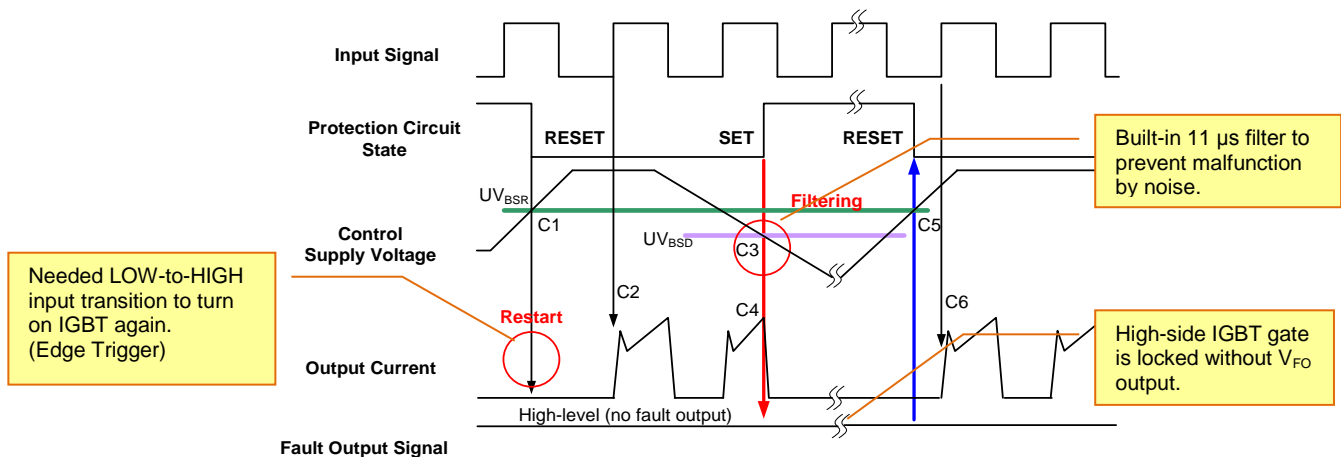 Input Signal
Protection Circuit
State
RESET
SET
RESET
Built-in 11 µs filter to
prevent malfunction
by noise.
UVBSR
Filtering
C1
C5
Control
Supply Voltage
UVBSD
C3
Needed LOW-to-HIGH
input transition to turn
on IGBT again.
(Edge Trigger)
C2
C4
C6
Restart
High-side IGBT gate
is locked without VFO
output.
Output Current
High-level (no fault output)
Fault Output Signal